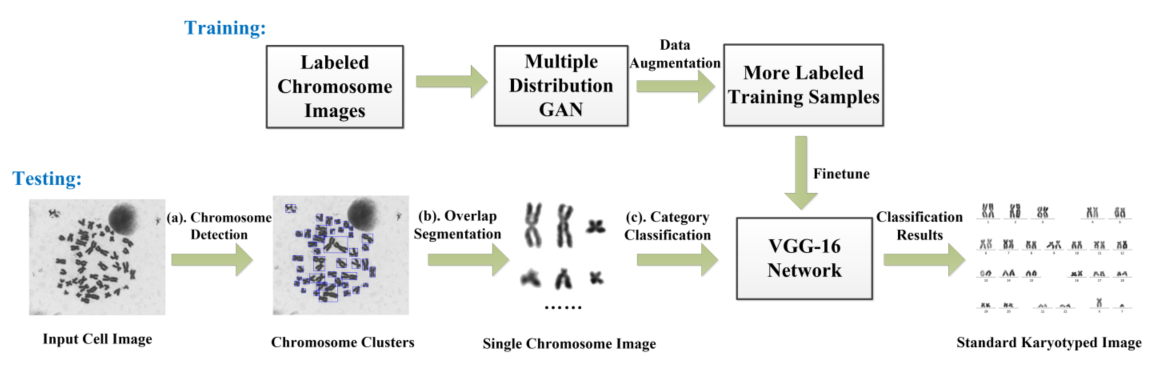 Training:
Labeled
Chromosome
Images
Multiple
Distribution
GAN
Data
Augmentation
More Labeled
Training Samples
Finetune
Testing:
(a). Chromosome
Detection
(b). Overlap
Segmentation
(c). Category
Classification
VGG-16
Network
Classification
Results
......
Input Cell Image
Chromosome Clusters
Single Chromosome Image
Standard Karyotyped Image